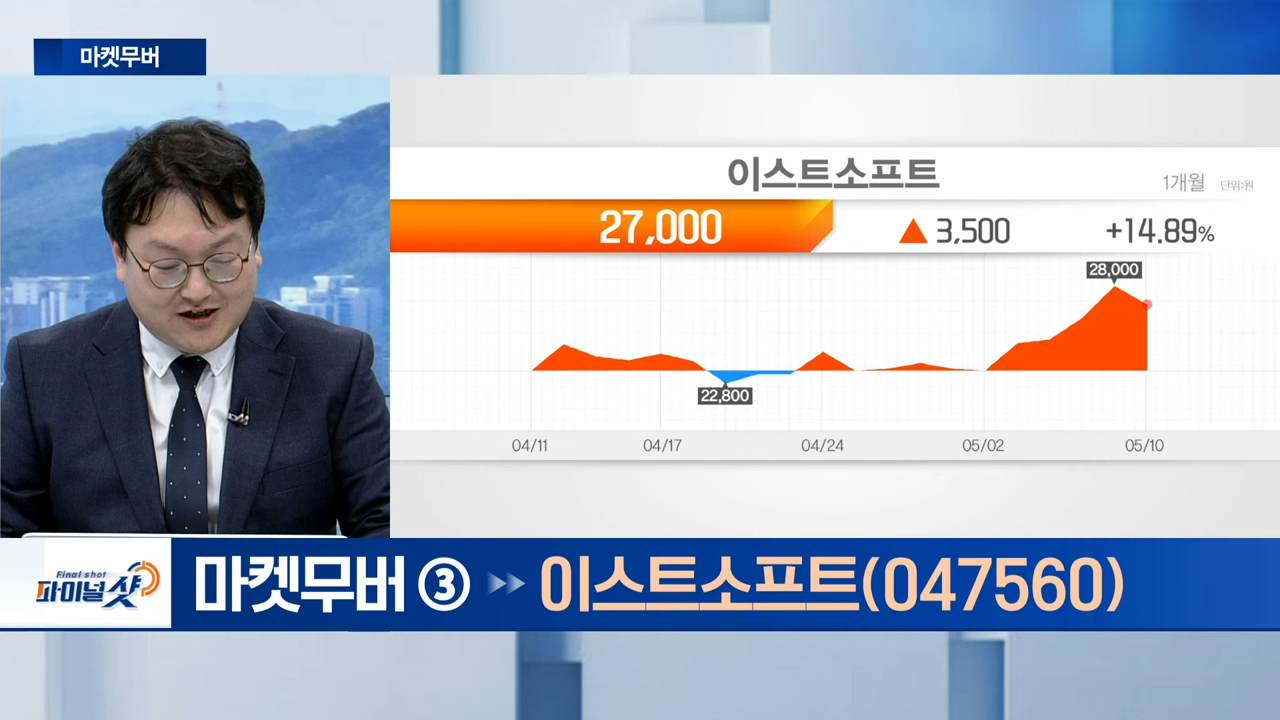 마켓무버
이스트소프트
1개월 단위:원
27,000 ▲ 3,500 +14.89%
28,000
22,800
04/11 04/17 04/24 05/02 05/10
Final shot
파이널샷
마켓무버 ③ 이스트소프트(047560)